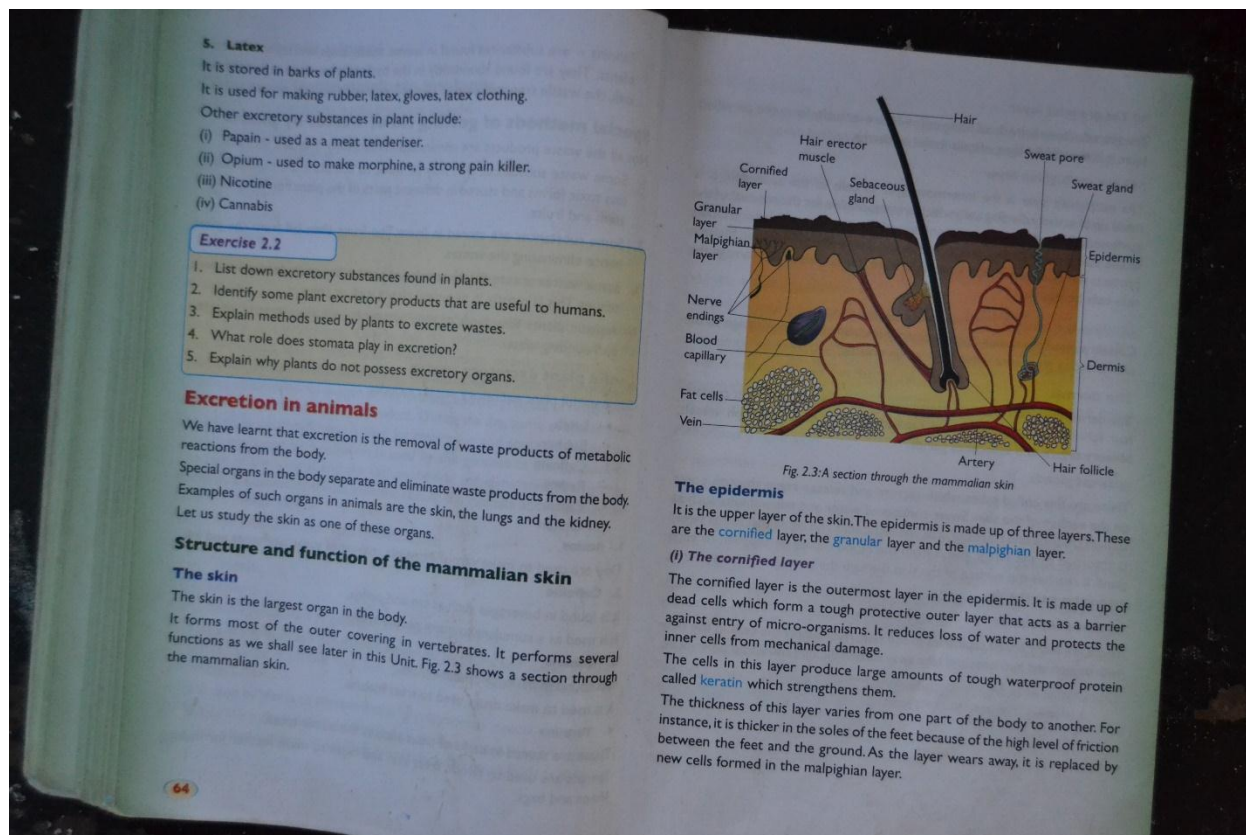 5. Latex
It is stored in barks of plants.
It is used for making rubber, latex, gloves, latex clothing.
Other excretory substances in plant include:
(i) Papain - used as a meat tenderiser.
(ii) Opium - used to make morphine, a strong pain killer.
(iii) Nicotine
(iv) Cannabis
Exercise 2.2
1. List down excretory substances found in plants.
2. Identify some plant excretory products that are useful to humans.
3. Explain methods used by plants to excrete wastes.
4. What role does stomata play in excretion?
5. Explain why plants do not possess excretory organs.
Excretion in animals
We have learnt that excretion is the removal of waste products of metabolic
reactions from the body.
Special organs in the body separate and eliminate waste products from the body.
Examples of such organs in animals are the skin, the lungs and the kidney.
Let us study the skin as one of these organs.
Structure and function of the mammalian skin
The skin
The skin is the largest organ in the body.
It forms most of the outer covering in vertebrates. It performs several
functions as we shall see later in this Unit. Fig. 2.3 shows a section through
the mammalian skin.
64
Hair
Hair erector
muscle
Sweat pore
Cornified
layer
Sebaceous
gland
Sweat gland
Granular
layer
Malpighian
layer
Epidermis
Nerve
endings
Blood
capillary
Dermis
Fat cells
Vein
Artery
Hair follicle
Fig. 2.3: A section through the mammalian skin
The epidermis
It is the upper layer of the skin. The epidermis is made up of three layers. These
are the cornified layer, the granular layer and the malpighian layer.
(i) The cornified layer
The cornified layer is the outermost layer in the epidermis. It is made up of
dead cells which form a tough protective outer layer that acts as a barrier
against entry of micro-organisms. It reduces loss of water and protects the
inner cells from mechanical damage.
The cells in this layer produce large amounts of tough waterproof protein
called keratin which strengthens them.
The thickness of this layer varies from one part of the body to another. For
instance, it is thicker in the soles of the feet because of the high level of friction
between the feet and the ground. As the layer wears away, it is replaced by
new cells formed in the malpighian layer.